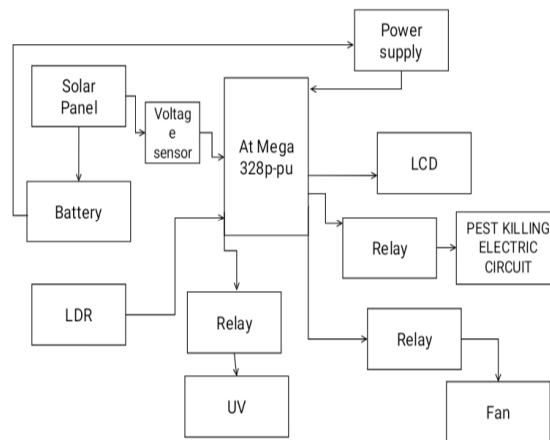 Power
supply
Solar
Panel
Voltag
e
sensor
At Mega
328p-pu
LCD
Battery
Relay
PEST KILLING
ELECTRIC
CIRCUIT
LDR
Relay
Relay
UV
Fan